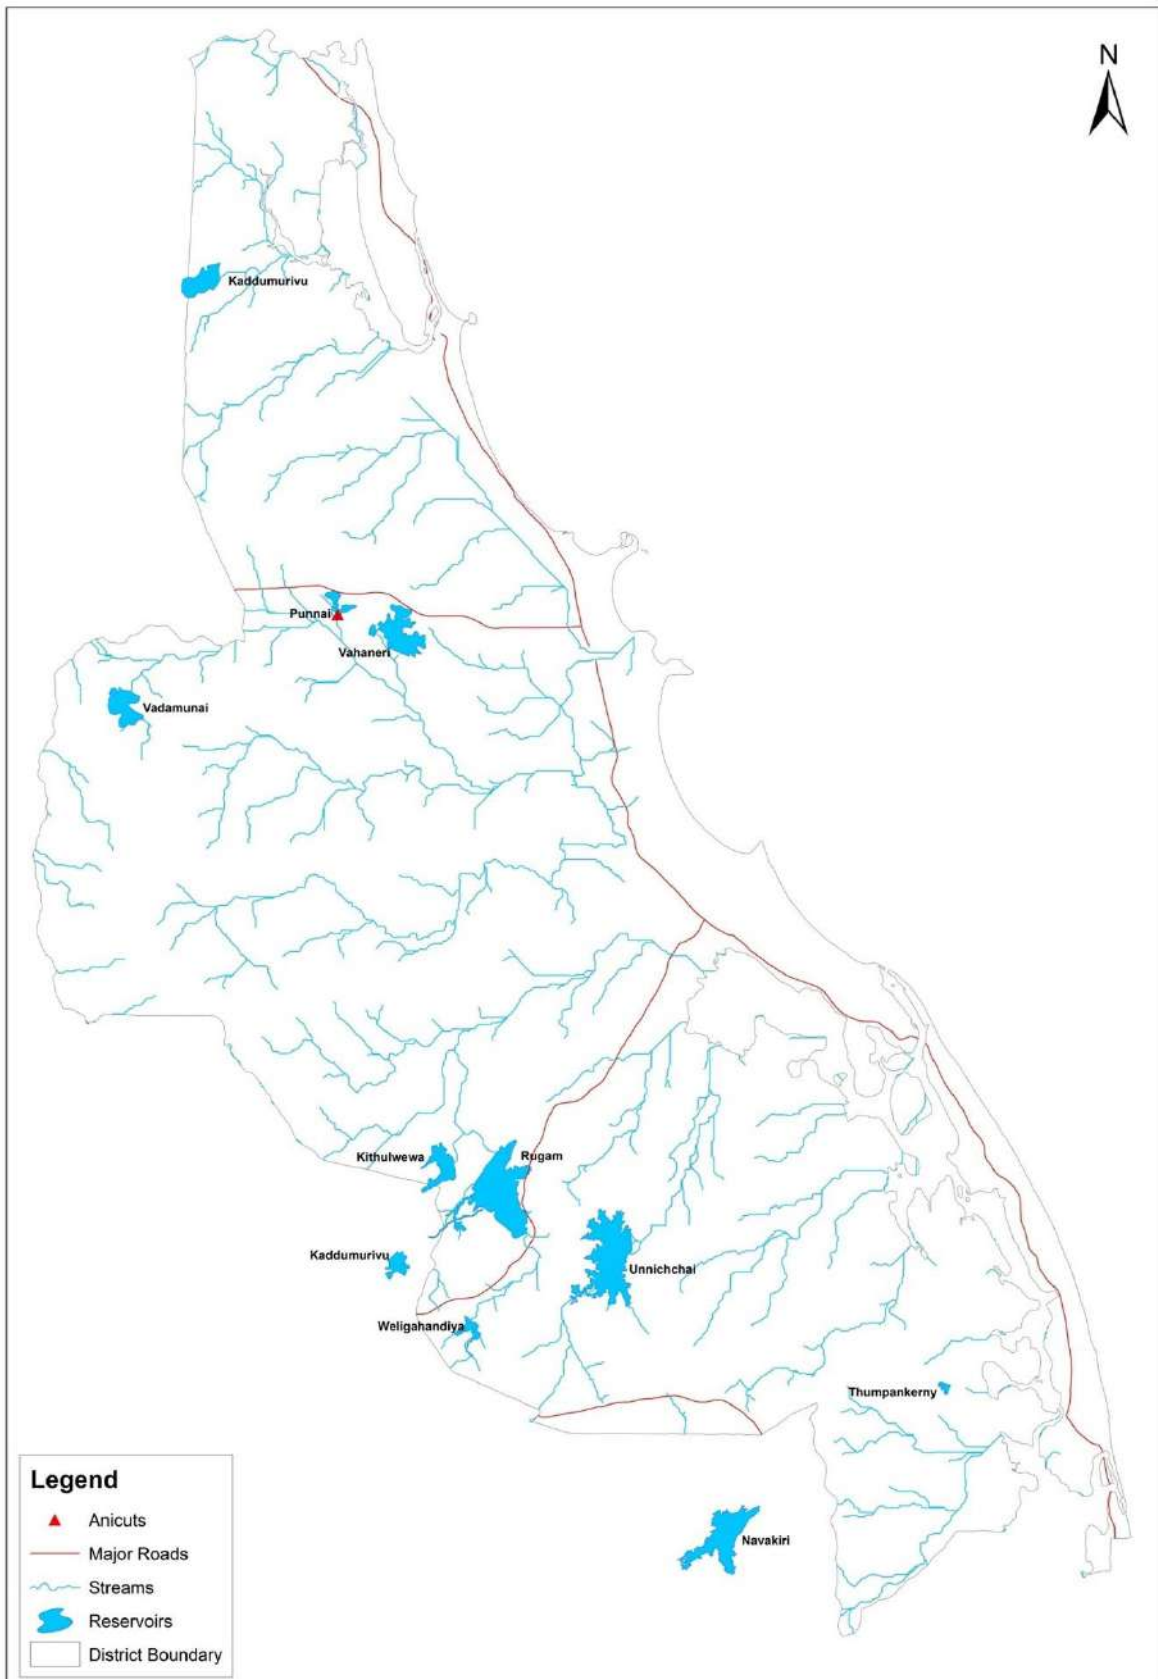 N
Kaddumurivu
Punnai
Vahaneri
Vadamunai
Kithulwewa
Rugam
Kaddumurivu
Unnichchai
Weligahandiya
Thumpankerny
Navakiri
Legend
Anicuts
Major Roads
Streams
Reservoirs
District Boundary